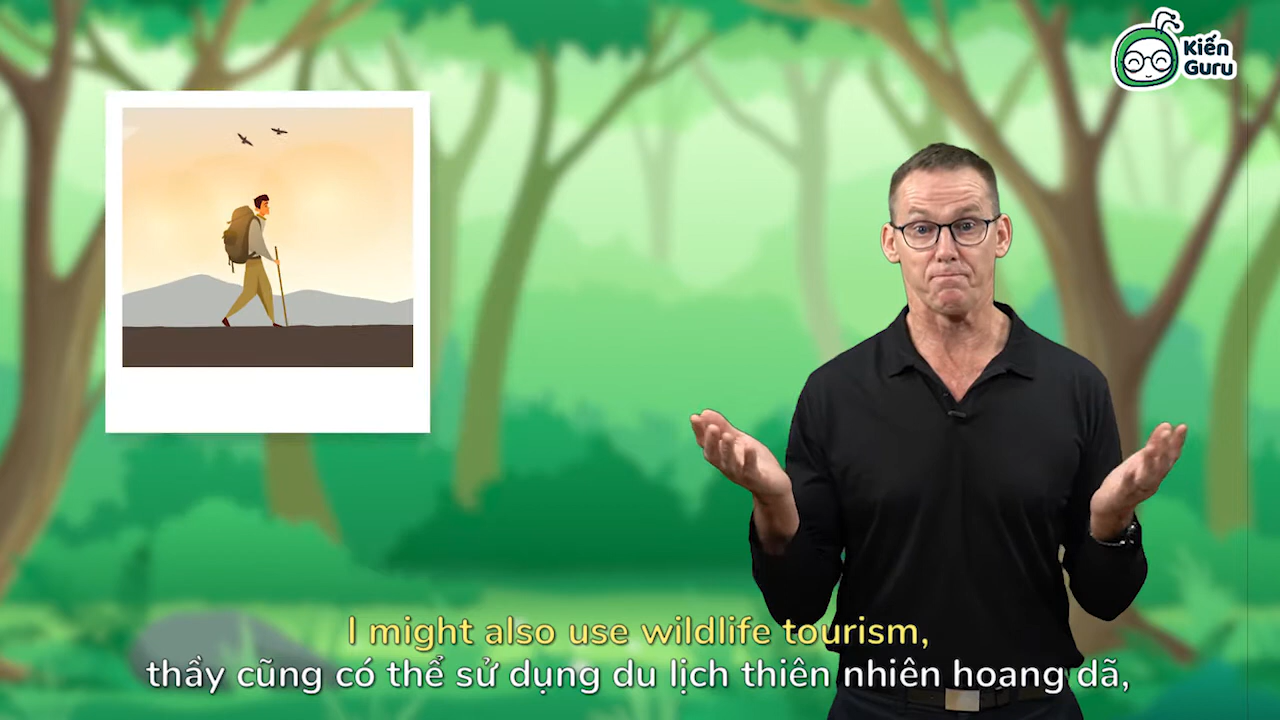 Kiến
Guru
I might also use wildlife tourism,
thầy cũng có thể sử dụng du lịch thiên nhiên hoang dã,